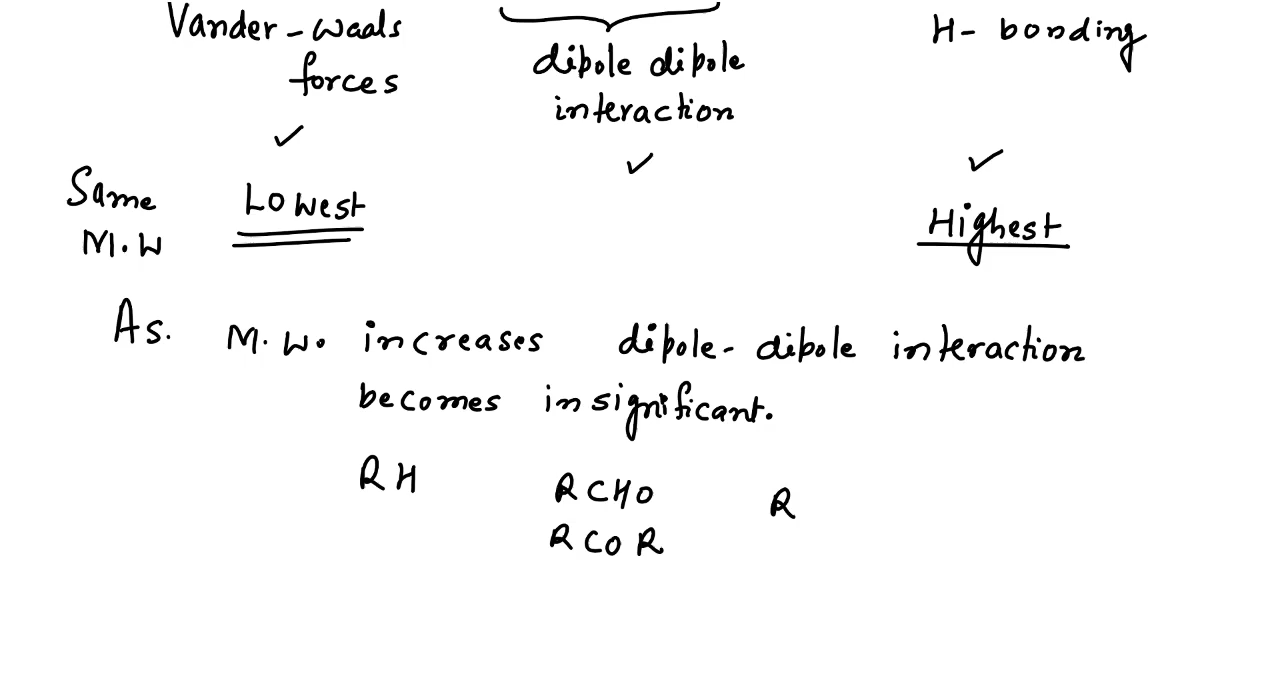 Vander-waals dipole dipole H-bonding
forces interaction
Same Lowest Highest
M.W
As. M.W. increases dipole-dipole interaction
becomes insignificant.
RH RCHO R
RCOR